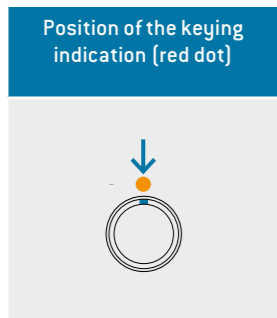 Position of the keying
indication (red dot)